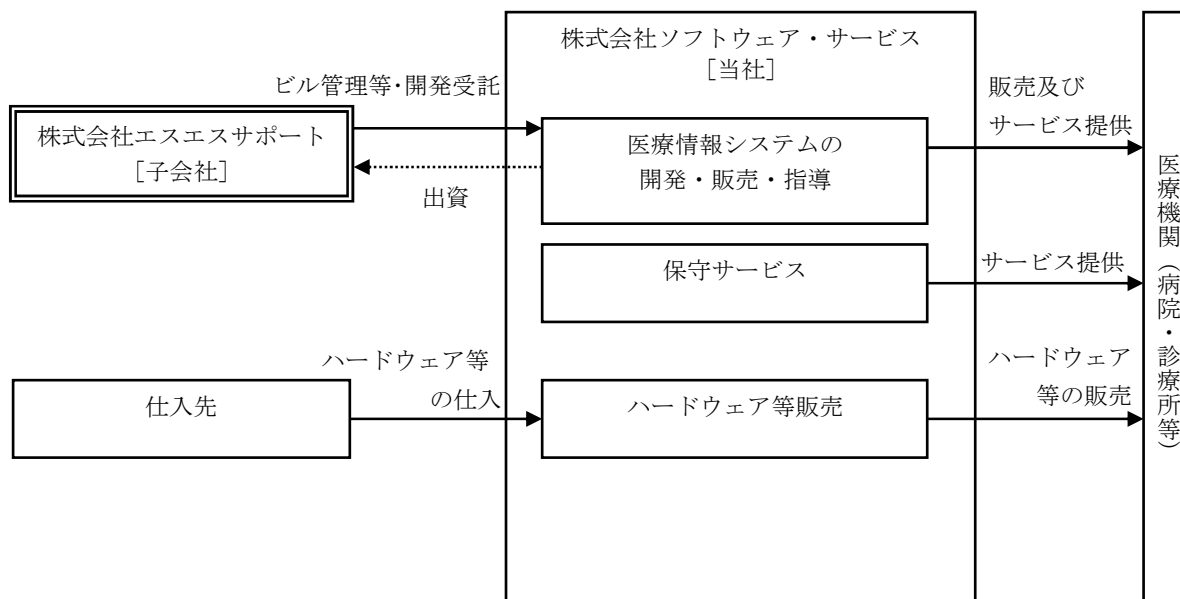 株式会社ソフトウェア・サービス
［当社］
ビル管理等・開発受託
株式会社エスエスサポート
［子会社］
出資
医療情報システムの
開発・販売・指導
販売及び
サービス提供
保守サービス
サービス提供
ハードウェア等
の仕入
仕入先
ハードウェア等販売
ハードウェア
等の販売
医療機関（病院・診療所等）